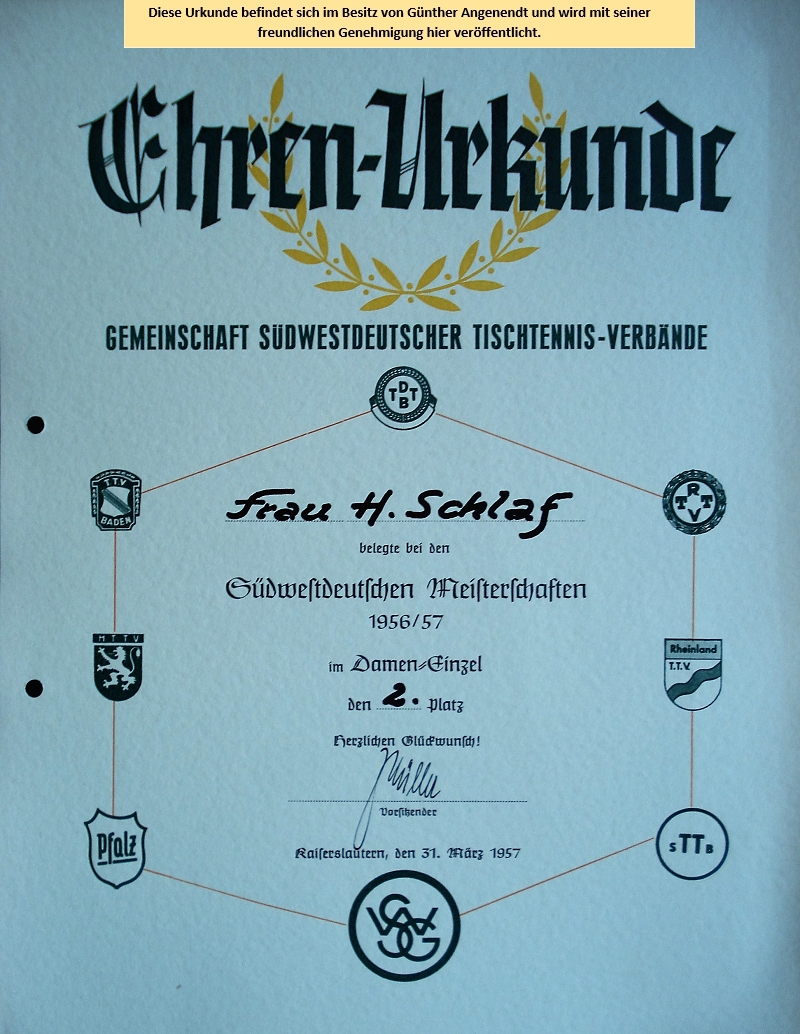 Diese Urkunde befindet sich im Besitz von Günther Angenendt und wird mit seiner
freundlichen Genehmigung hier veröffentlicht.
Ehren-Urkunde
GEMEINSCHAFT SÜDWESTDEUTSCHER TISCHTENNIS-VERBÄNDE
DTTB
TTV
BADEN
RTTV
Frau H. Schlaf
belegte bei den
Südwestdeutschen Meisterschaften
1956/57
HTTV
Rheinland
T.T.V.
im Damen-Einzel
den 2. Platz
Herzlichen Glückwunsch!
Müller
Vorsitzender
Pfalz
STTB
Kaiserslautern, den 31. März 1957